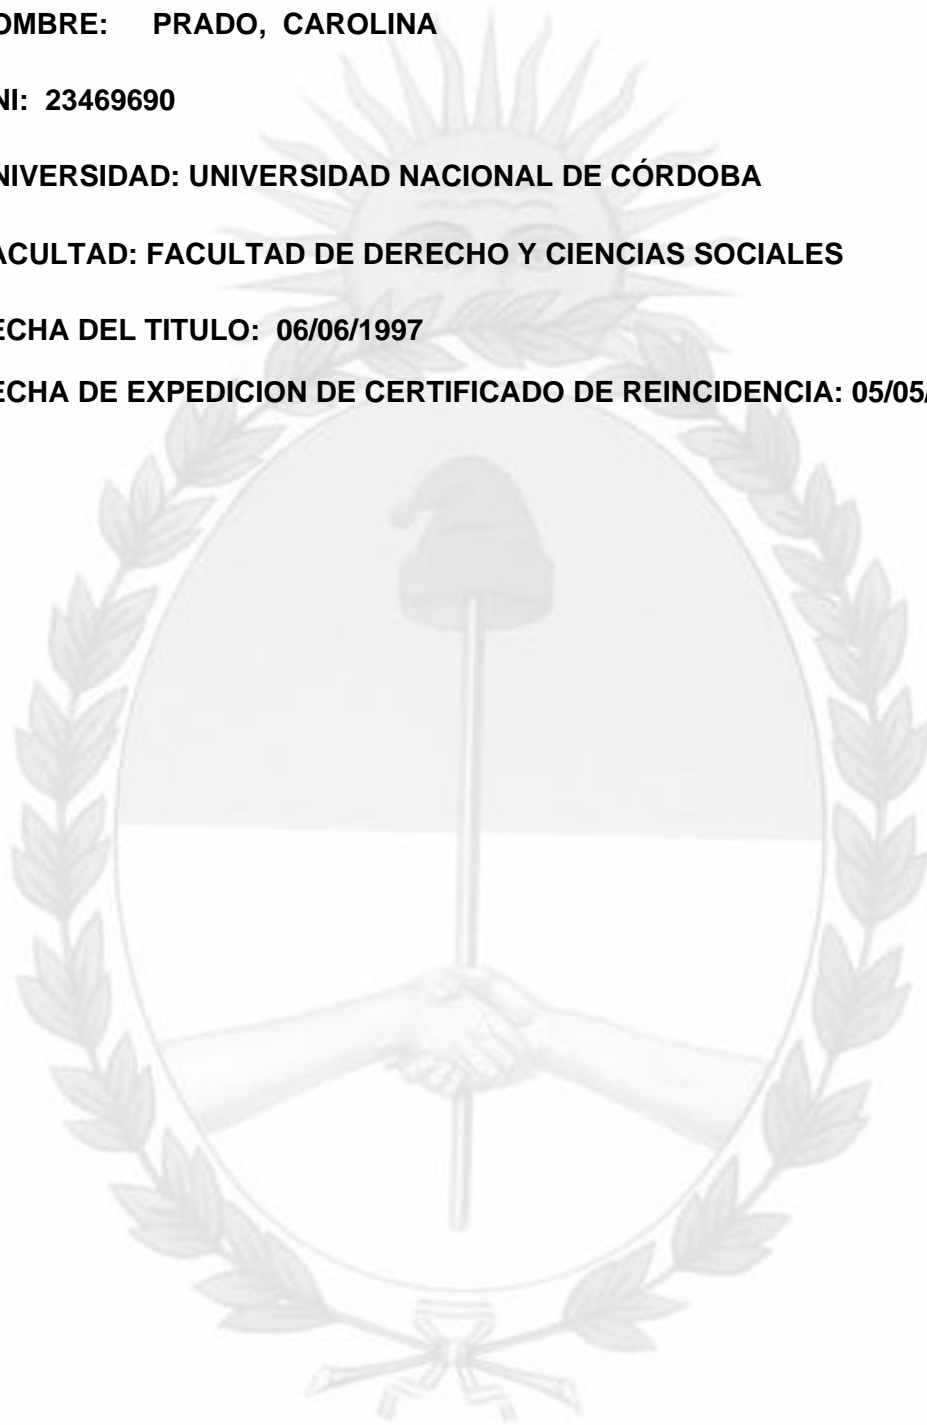 OMBRE: PRADO, CAROLINA
NI: 23469690
NIVERSIDAD: UNIVERSIDAD NACIONAL DE CÓRDOBA
ACULTAD: FACULTAD DE DERECHO Y CIENCIAS SOCIALES
ECHA DEL TITULO: 06/06/1997
ECHA DE EXPEDICION DE CERTIFICADO DE REINCIDENCIA: 05/05/